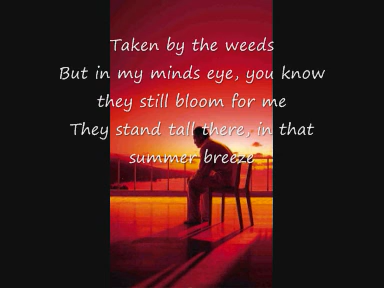 Taken by the weeds
But in my minds eye, you know
they still bloom for me
They stand tall there, in that
summer breeze